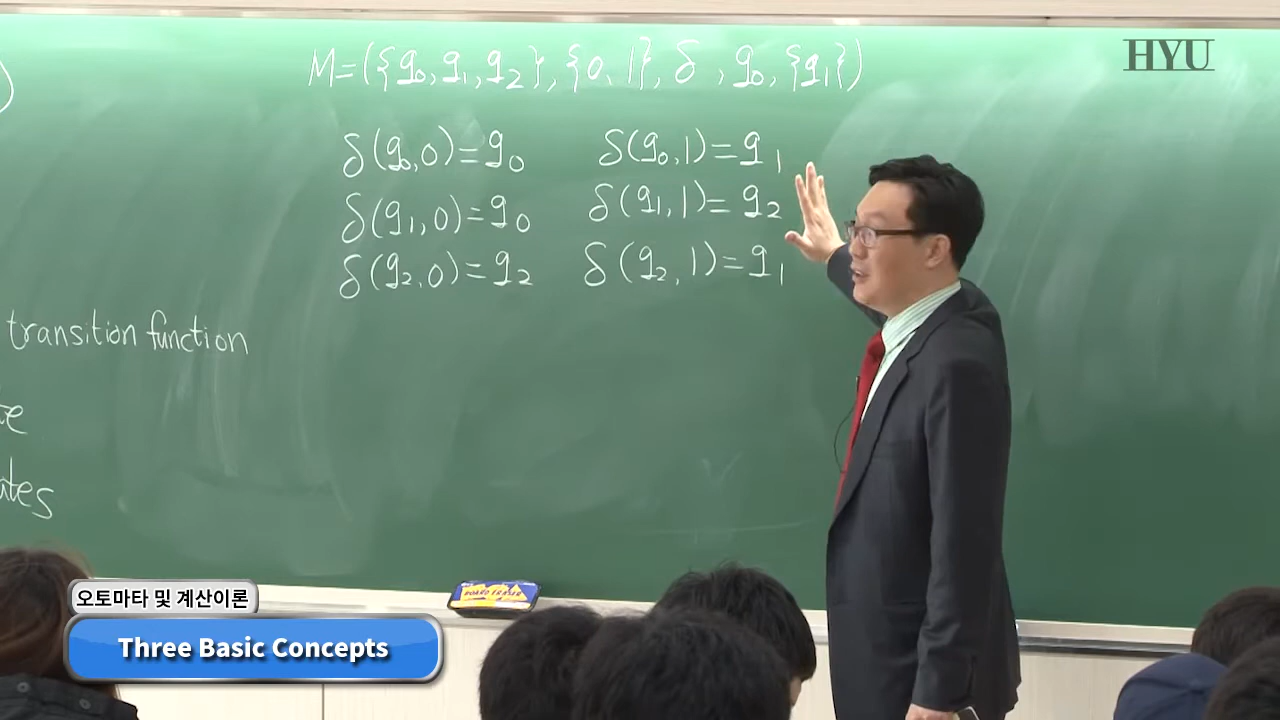 HYU
M=({q₀,q₁,q₂},{0,1},δ,q₀,{q₁})
δ(q₀,0)=q₀ δ(q₀,1)=q₁
δ(q₁,0)=q₀ δ(q₁,1)=q₂
δ(q₂,0)=q₂ δ(q₂,1)=q₁
transition function
BOARD ERASER
오토마타 및 계산이론
Three Basic Concepts